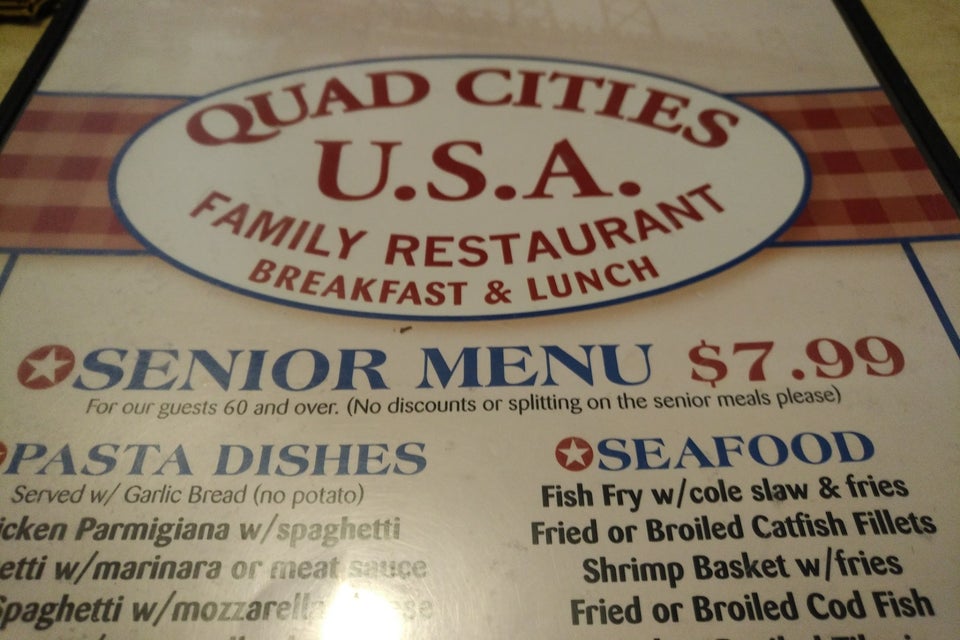 QUAD CITIES
U.S.A.
FAMILY RESTAURANT
BREAKFAST & LUNCH
SENIOR MENU $7.99
For our guests 60 and over. (No discounts or splitting on the senior meals please)
PASTA DISHES
Served w/ Garlic Bread (no potato)
icken Parmigiana w/spaghetti
etti w/marinara or meat sauce
Spaghetti w/mozzarella
SEAFOOD
Fish Fry w/cole slaw & fries
Fried or Broiled Catfish Fillets
Shrimp Basket w/fries
Fried or Broiled Cod Fish